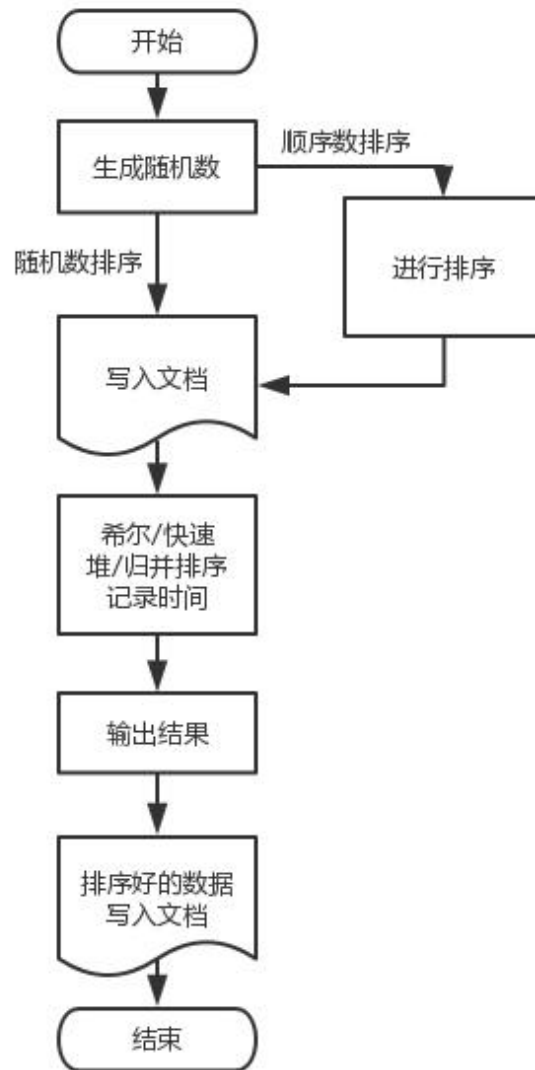 开始
生成随机数
顺序数排序
进行排序
随机数排序
写入文档
希尔/快速
堆/归并排序
记录时间
输出结果
排序好的数据
写入文档
结束